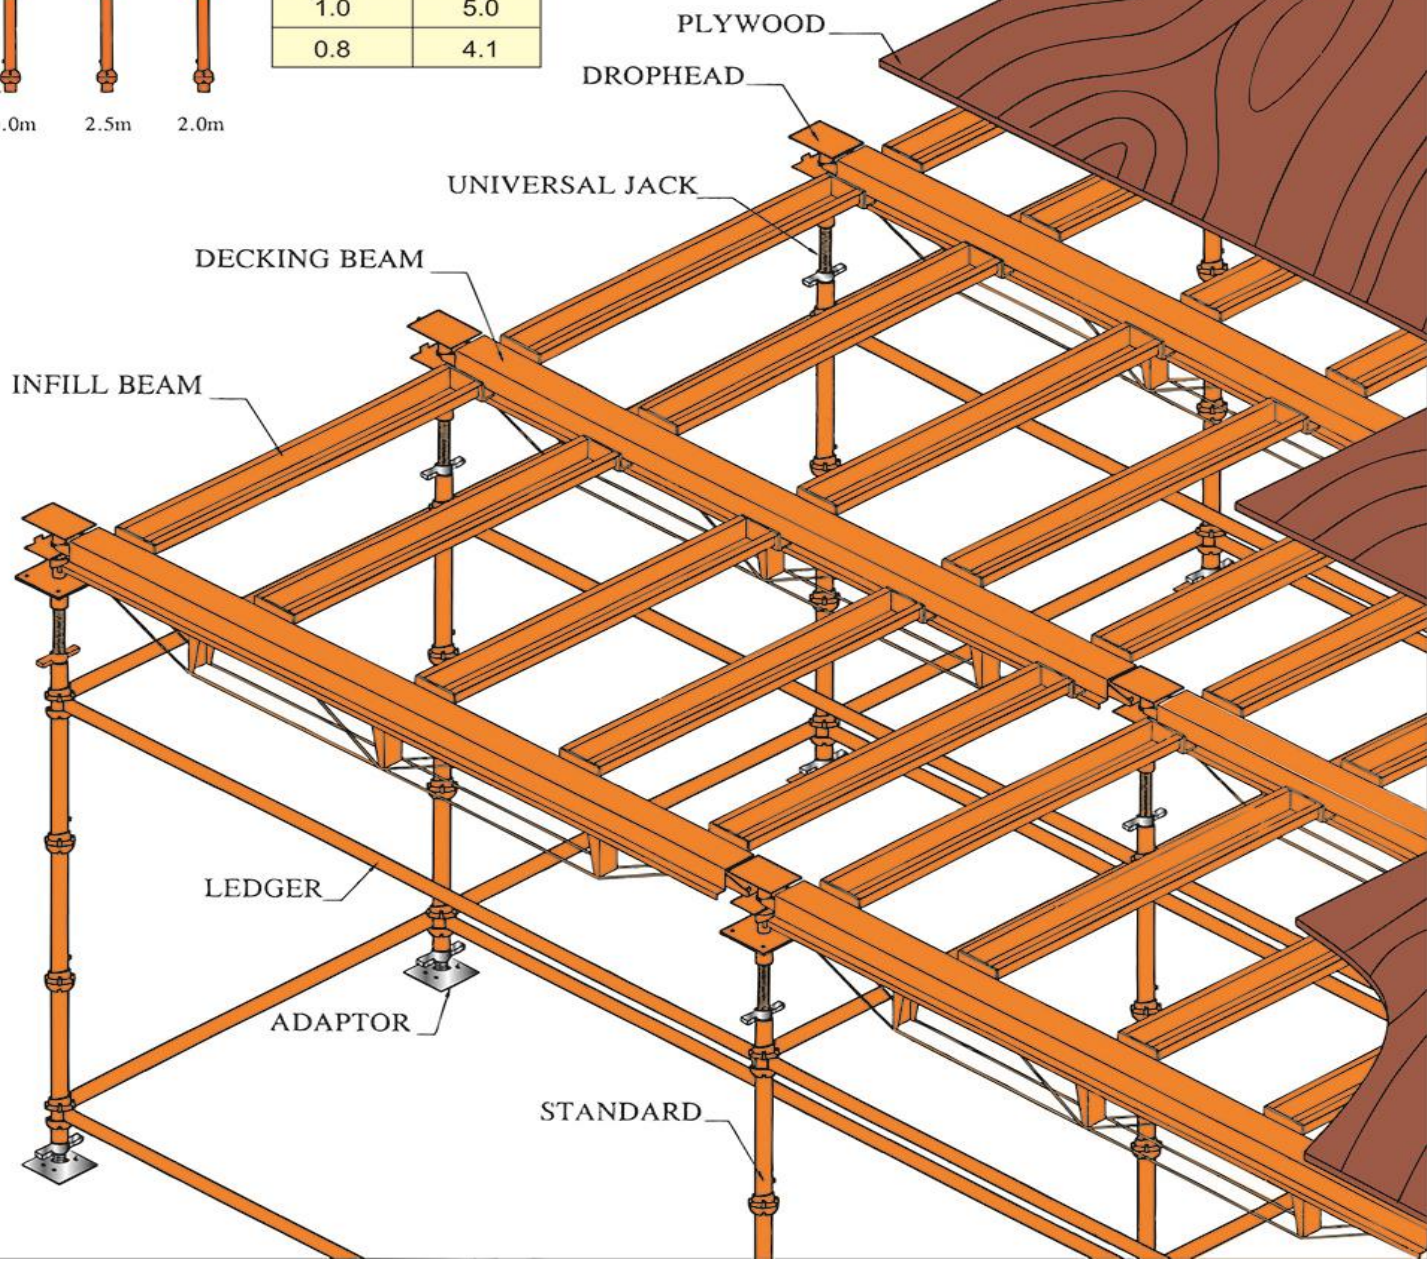 1.0 5.0
0.8 4.1
2.5m 2.0m
PLYWOOD
DROPHEAD
UNIVERSAL JACK
DECKING BEAM
INFILL BEAM
LEDGER
ADAPTOR
STANDARD